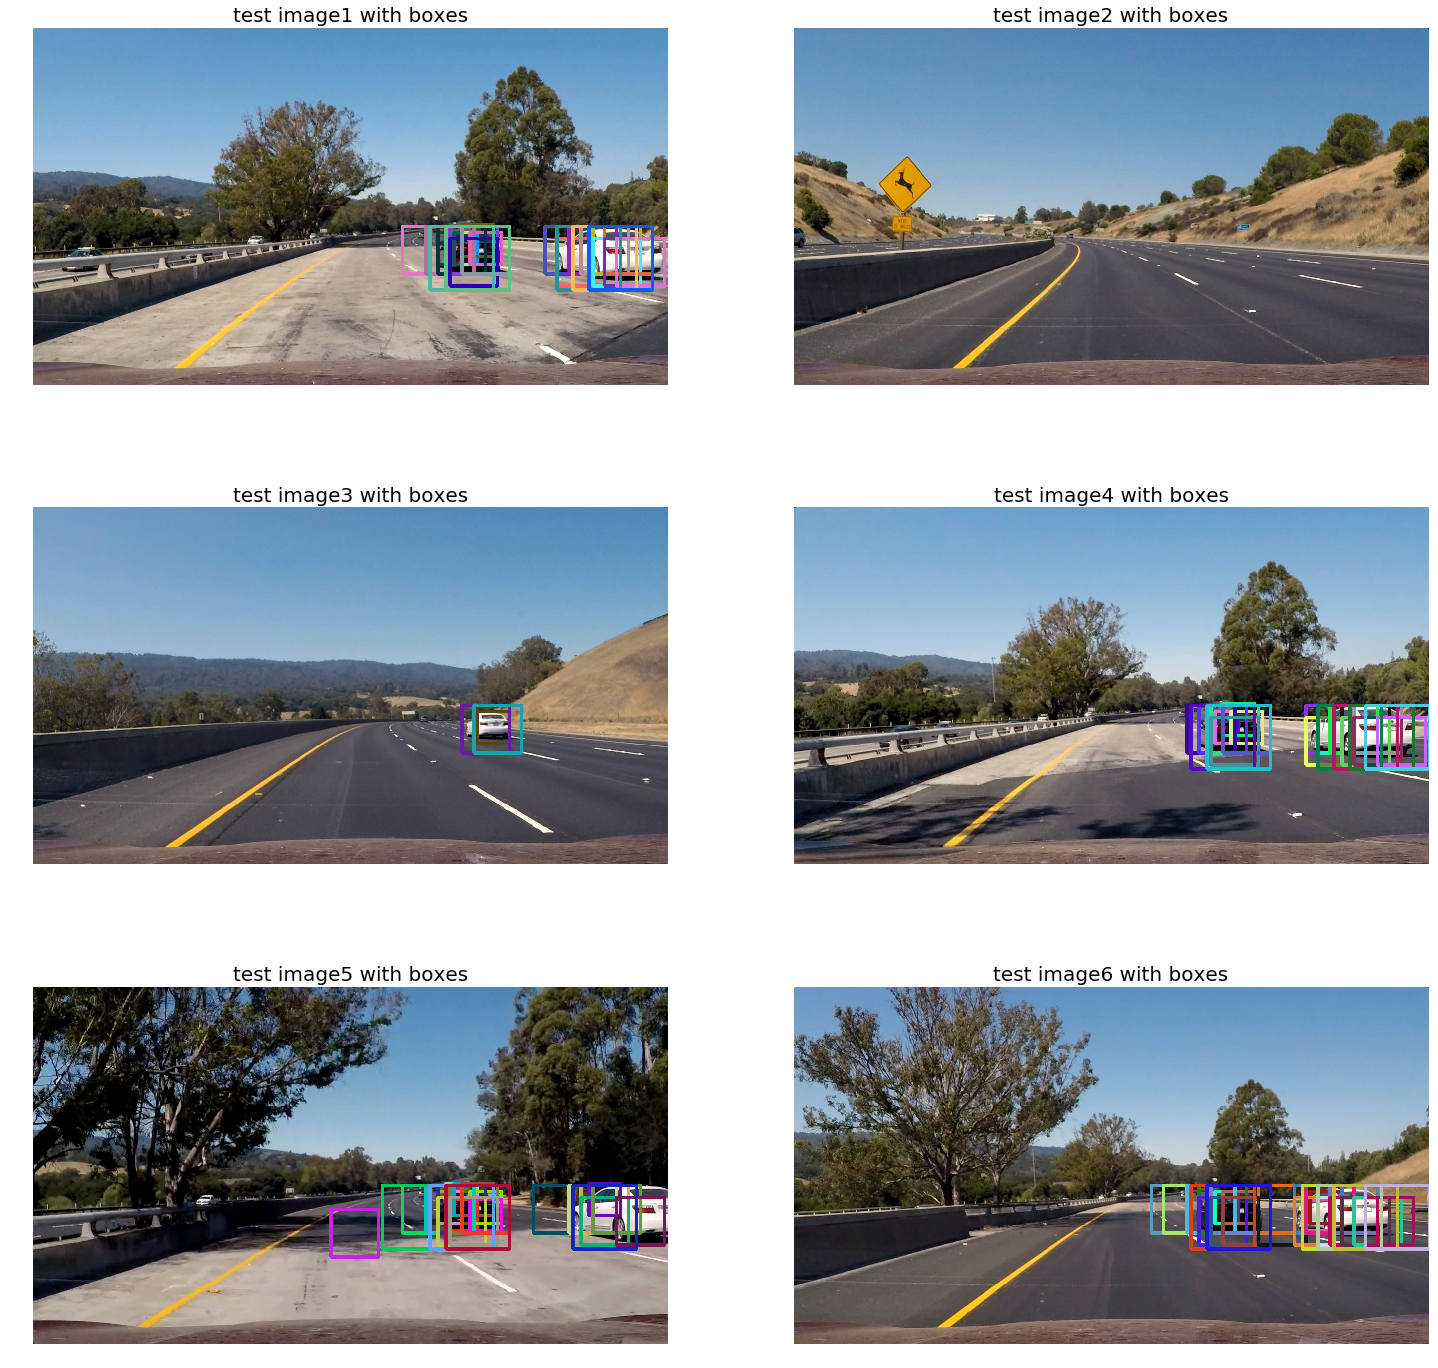 test image1 with boxes
test image2 with boxes
test image3 with boxes
test image4 with boxes
test image5 with boxes
test image6 with boxes